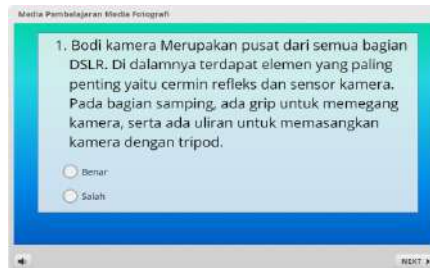 Media Pembelajaran Media Fotografi
1. Bodi kamera Merupakan pusat dari semua bagian
DSLR. Di dalamnya terdapat elemen yang paling
penting yaitu cermin refleks dan sensor kamera.
Pada bagian samping, ada grip untuk memegang
kamera, serta ada uliran untuk memasangkan
kamera dengan tripod.
Benar
Salah
NEXT